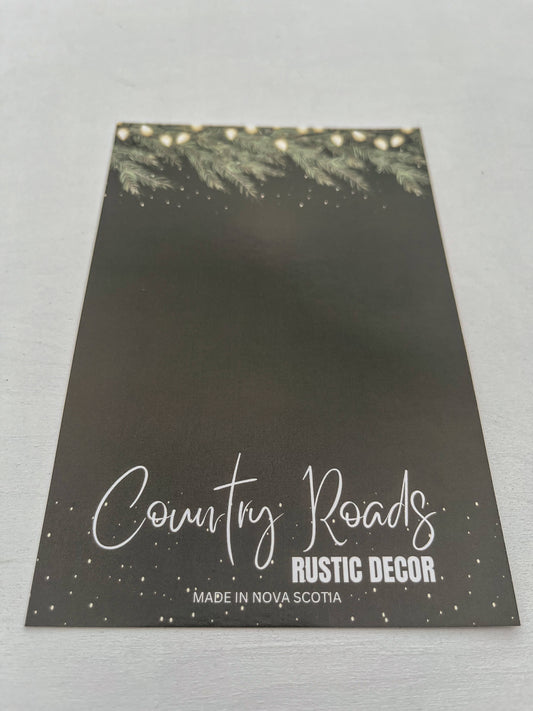 Country Roads
RUSTIC DECOR
MADE IN NOVA SCOTIA